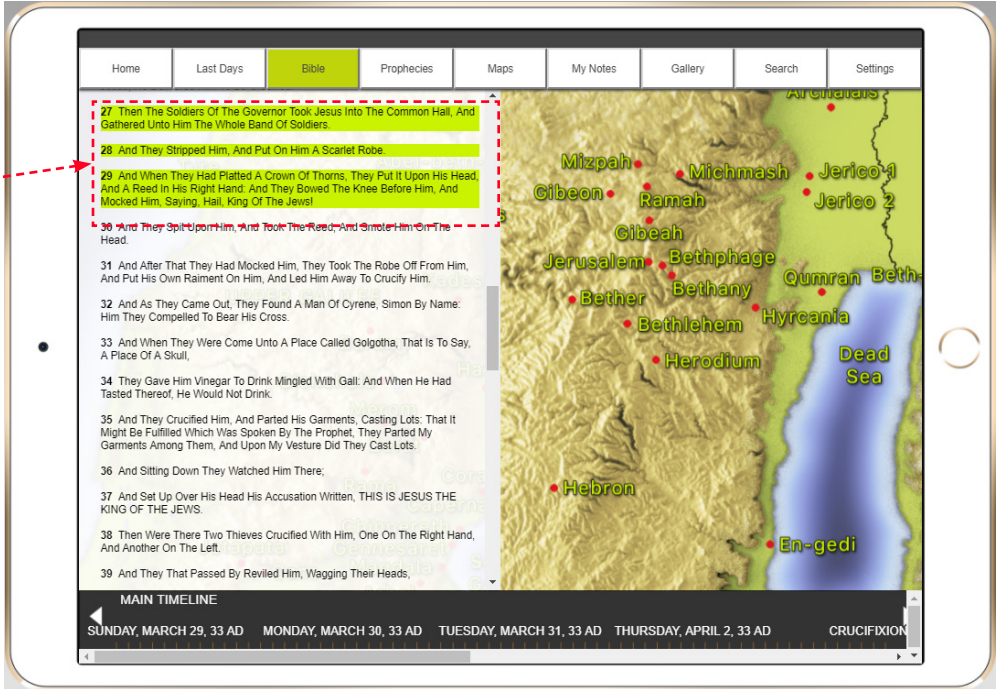 Home
Last Days
Bible
Prophecies
Maps
My Notes
Gallery
Search
Settings
27 Then The Soldiers Of The Governor Took Jesus Into The Common Hall, And
Gathered Unto Him The Whole Band Of Soldiers.
28 And They Stripped Him, And Put On Him A Scarlet Robe.
29 And When They Had Platted A Crown Of Thorns, They Put It Upon His Head,
And A Reed In His Right Hand: And They Bowed The Knee Before Him, And
Mocked Him, Saying, Hail, King Of The Jews!
30 And They Spit Upon Him, And Took The Reed, And Smote Him On The
Head.
31 And After That They Had Mocked Him, They Took The Robe Off From Him,
And Put His Own Raiment On Him, And Led Him Away To Crucify Him.
32 And As They Came Out, They Found A Man Of Cyrene, Simon By Name:
Him They Compelled To Bear His Cross.
33 And When They Were Come Unto A Place Called Golgotha, That Is To Say,
A Place Of A Skull,
34 They Gave Him Vinegar To Drink Mingled With Gall: And When He Had
Tasted Thereof, He Would Not Drink.
35 And They Crucified Him, And Parted His Garments, Casting Lots: That It
Might Be Fulfilled Which Was Spoken By The Prophet, They Parted My
Garments Among Them, And Upon My Vesture Did They Cast Lots.
36 And Sitting Down They Watched Him There;
37 And Set Up Over His Head His Accusation Written, THIS IS JESUS THE
KING OF THE JEWS.
38 Then Were There Two Thieves Crucified With Him, One On The Right Hand,
And Another On The Left.
39 And They That Passed By Reviled Him, Wagging Their Heads,
Archalais
Mizpah
Michmash
Jerico 1
Gibeon
Ramah
Jerico 2
Gibeah
Jerusalem
Bethphage
Bethany
Qumran
Beth-
Bether
Hyrcania
Bethlehem
Herodium
Dead
Sea
Hebron
En-gedi
MAIN TIMELINE
SUNDAY, MARCH 29, 33 AD
MONDAY, MARCH 30, 33 AD
TUESDAY, MARCH 31, 33 AD
THURSDAY, APRIL 2, 33 AD
CRUCIFIXION